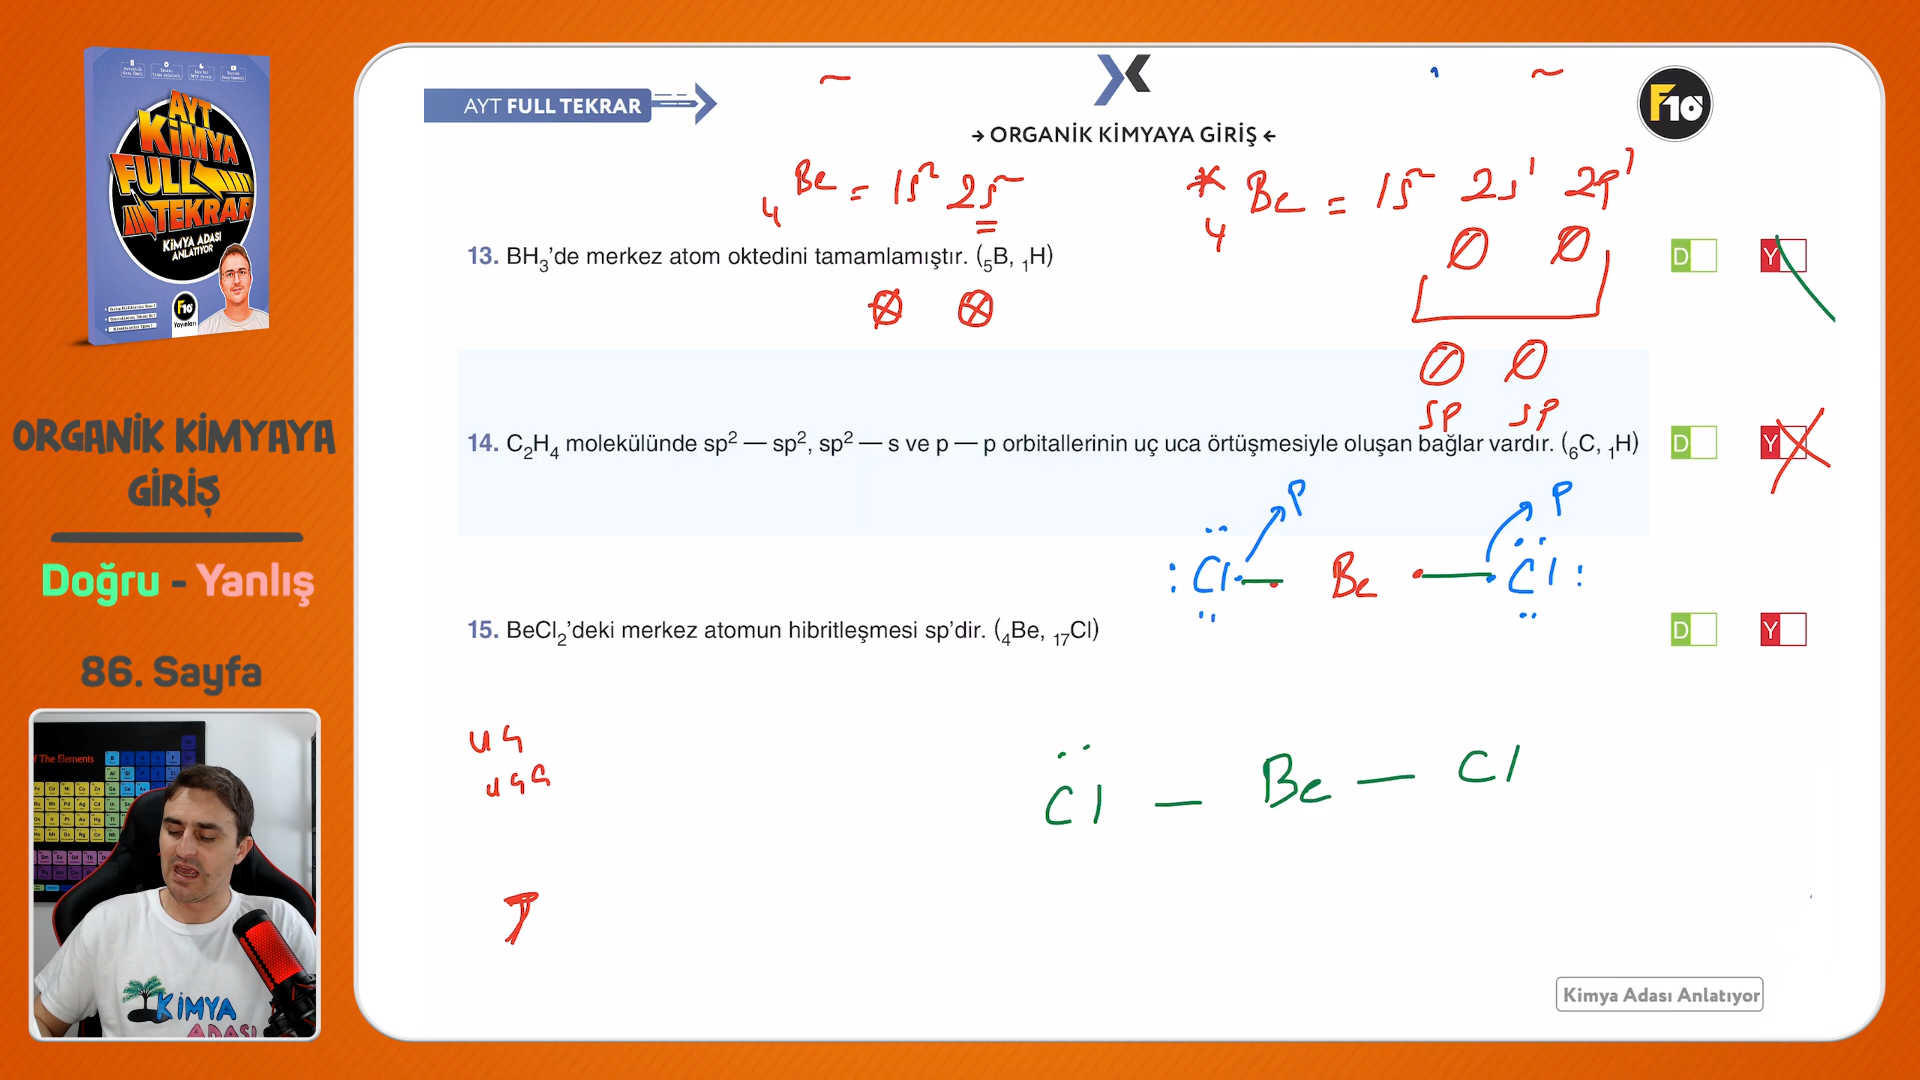 AYT KİMYA FULL TEKRAR
KİMYA ADASI ANLATIYOR
F10 Yayınları
ORGANİK KİMYAYA GİRİŞ
Doğru - Yanlış
86. Sayfa
The Elements
KİMYA ADASI
AYT FULL TEKRAR
→ ORGANİK KİMYAYA GİRİŞ ←
F10
₄Be = 1s² 2s²
* ₄Be = 1s² 2s¹ 2p¹
13. BH₃’de merkez atom oktedini tamamlamıştır. (₅B, ₁H)
D Y
sp sp
14. C₂H₄ molekülünde sp² — sp², sp² — s ve p — p orbitallerinin uç uca örtüşmesiyle oluşan bağlar vardır. (₆C, ₁H)
D Y
P P
Cl — Be — Cl
15. BeCl₂’deki merkez atomun hibritleşmesi sp’dir. (₄Be, ₁₇Cl)
D Y
Cl — Be — Cl
Kimya Adası Anlatıyor